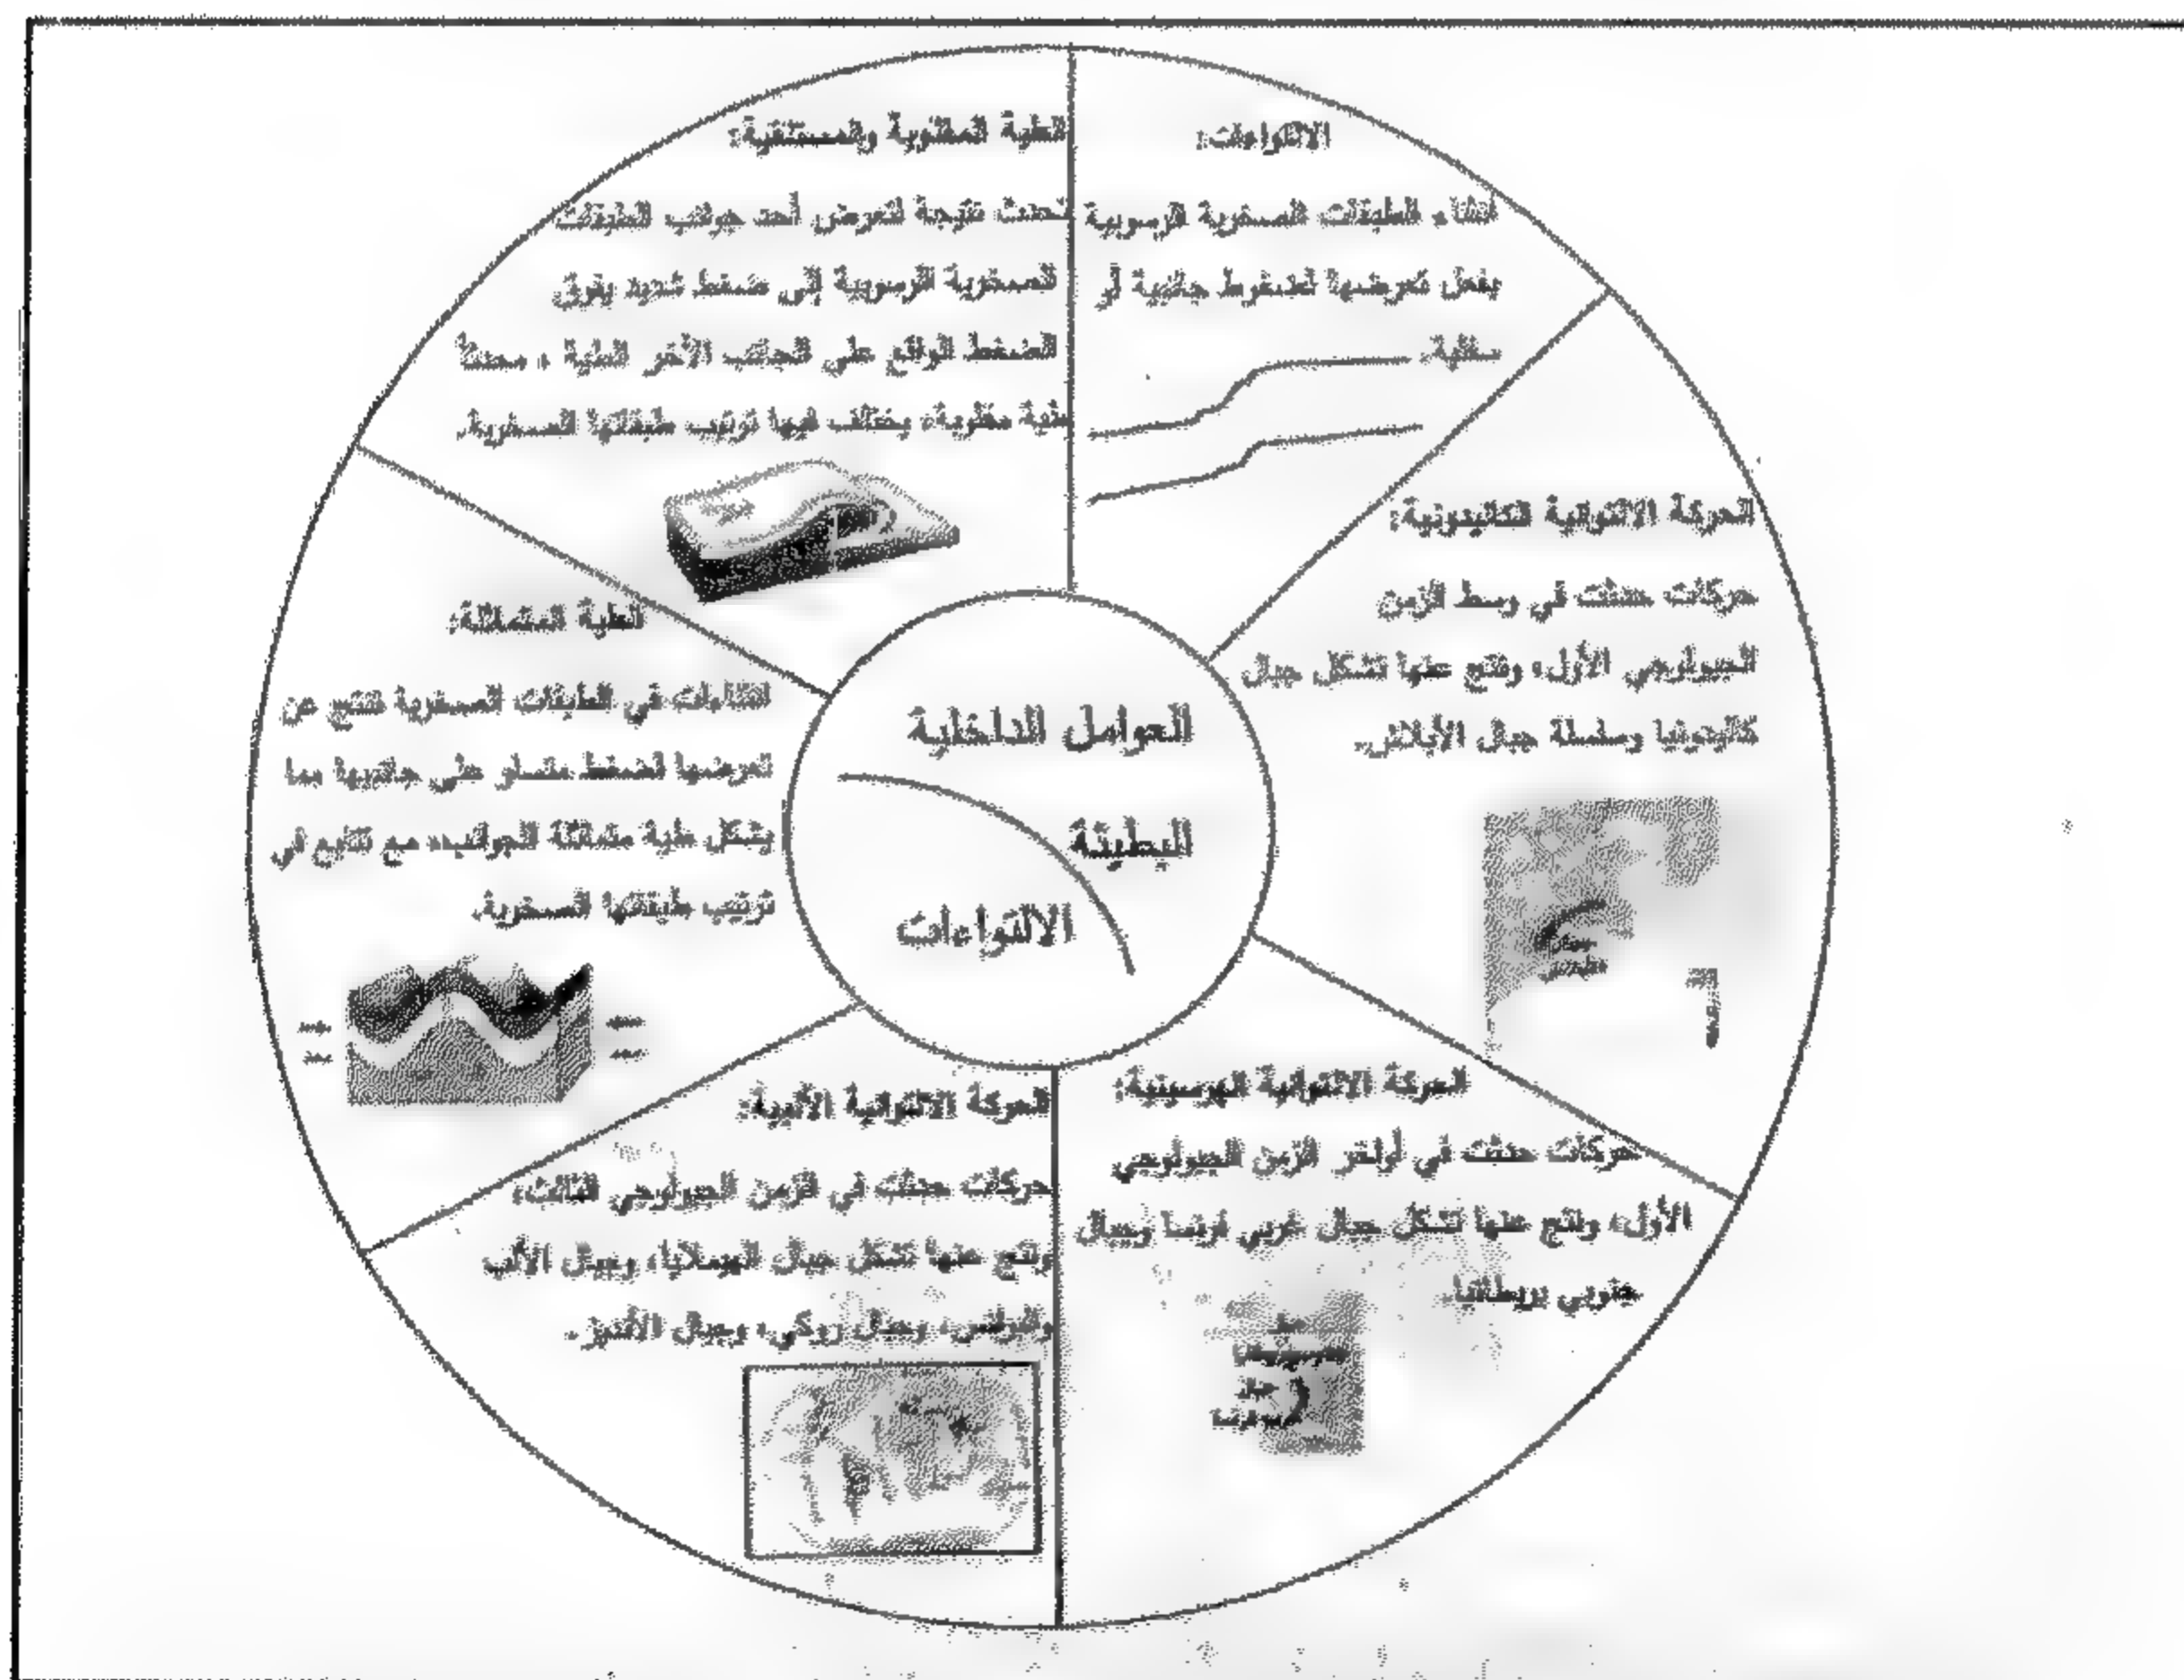 العوامل الداخلية
البطيئة
الالتواءات
الالتواءات:
انثناء الطبقات الصخرية الرسوبية
بفعل تعرضها لضغوط جانبية أو
سفلية.
الحركة الالتوائية الكاليدونية:
حركات حدثت في وسط الزمن
الجيولوجي الأول، ونتج عنها تشكل جبال
كاليدونيا وسلسلة جبال الأبلاش.
جبال
الحركة الالتوائية الهرسينية:
حركات حدثت في أواخر الزمن الجيولوجي
الأول، ونتج عنها تشكل جبال غربي فرنسا وجبال
جنوبي بريطانيا.
جبال
الحركة الالتوائية الألبية:
حركات حدثت في الزمن الجيولوجي الثالث،
ونتج عنها تشكل جبال الهملايا، وجبال الألب
والبرانس، وجبال روكي، وجبال الأنديز.
الطية المتماثلة:
انثناءات في الطبقات الصخرية تنتج عن
تعرضها لضغط متساو على جانبيها مما
يشكل طية متماثلة الجوانب، مع تتابع في
ترتيب طبقاتها الصخرية.
الطية المقلوبة والمستلقية:
تحدث نتيجة لتعرض أحد جوانب الطبقات
الصخرية الرسوبية إلى ضغط شديد يفوق
الضغط الواقع على الجانب الأخر للطية ، محدثاً
طية مقلوبة، يختلف فيها ترتيب طبقاتها الصخرية.